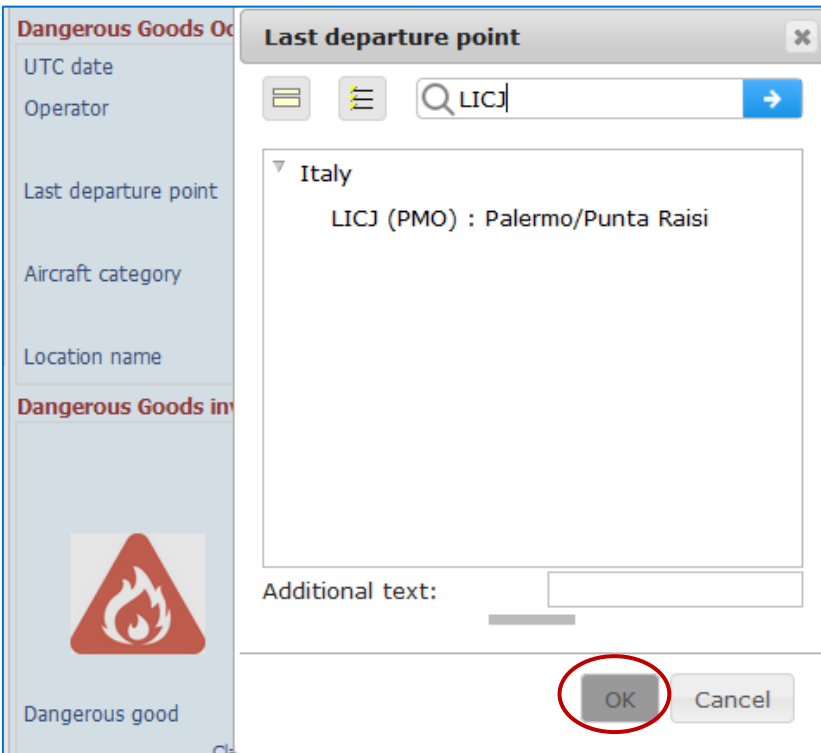 Dangerous Goods Oc
UTC date
Operator
Last departure point
Aircraft category
Location name
Dangerous Goods inv
Dangerous good
Last departure point
LICJ
Italy
LICJ (PMO) : Palermo/Punta Raisi
Additional text:
OK
Cancel